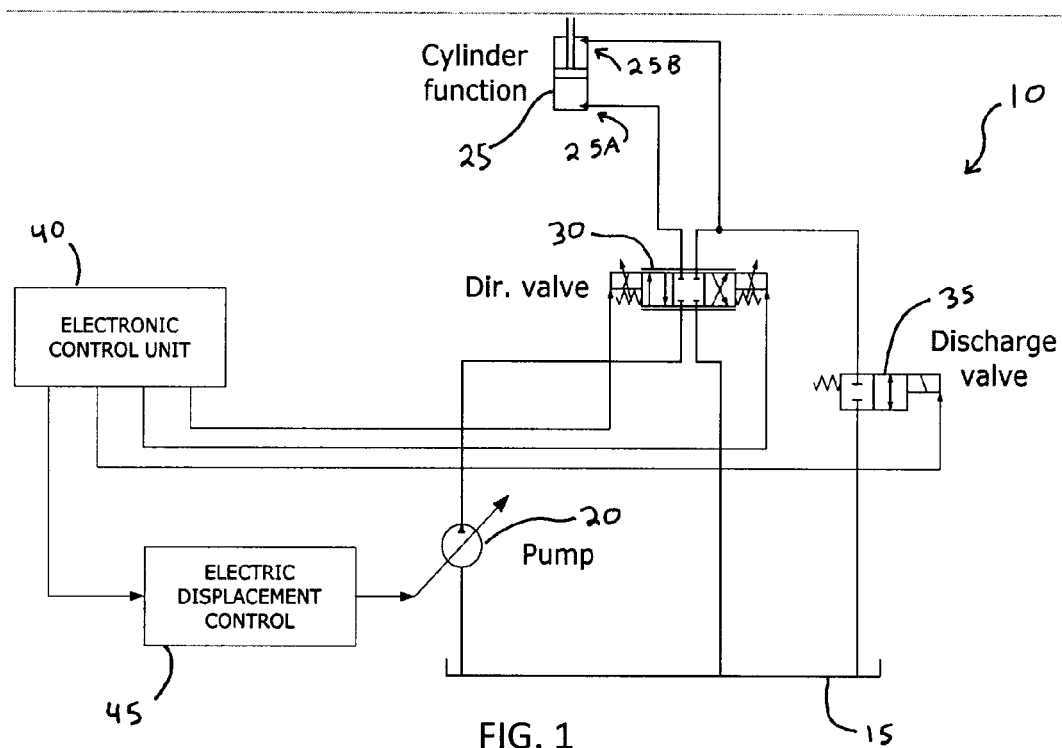 Cylinder
function
25B
25
25A
10
40
30
Dir. valve
35
ELECTRONIC
CONTROL UNIT
Discharge
valve
20
Pump
ELECTRIC
DISPLACEMENT
CONTROL
45
15
FIG. 1